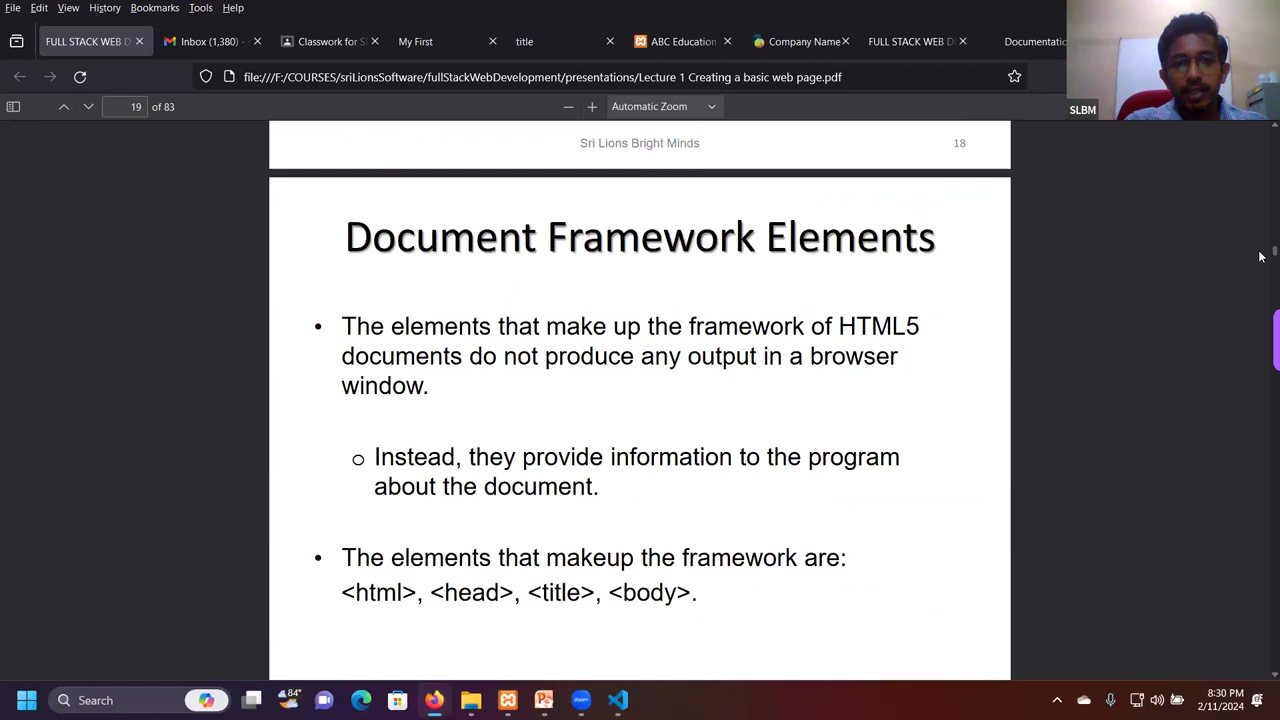 File Edit View History Bookmarks Tools Help
FULL STACK WEB D
Inbox (1,380) -
Classwork for S
My First
title
ABC Education
Company Name
FULL STACK WEB DE
Documentatio
file:///F:/COURSES/sriLionsSoftware/fullStackWebDevelopment/presentations/Lecture 1 Creating a basic web page.pdf
SLBM
19 of 83
Automatic Zoom
Sri Lions Bright Minds 18
Document Framework Elements
• The elements that make up the framework of HTML5
documents do not produce any output in a browser
window.
o Instead, they provide information to the program
about the document.
• The elements that makeup the framework are:
<html>, <head>, <title>, <body>.
Search
84°
8:30 PM
2/11/2024